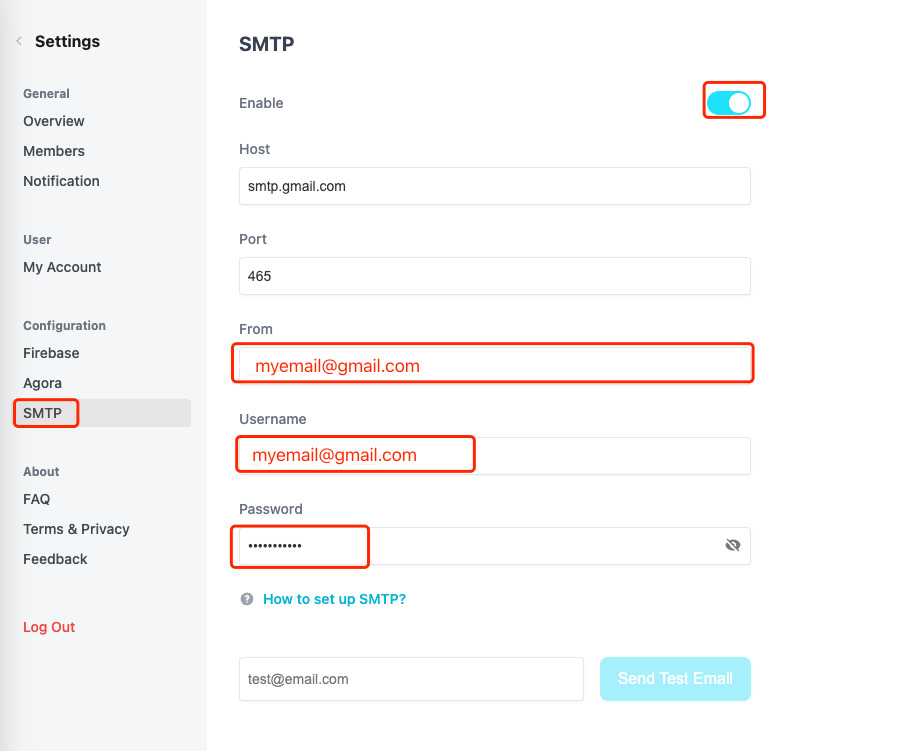 Settings
General
Overview
Members
Notification
User
My Account
Configuration
Firebase
Agora
SMTP
About
FAQ
Terms & Privacy
Feedback
Log Out
SMTP
Enable
Host
smtp.gmail.com
Port
465
From
myemail@gmail.com
Username
myemail@gmail.com
Password
•••••••••••
How to set up SMTP?
test@email.com
Send Test Email